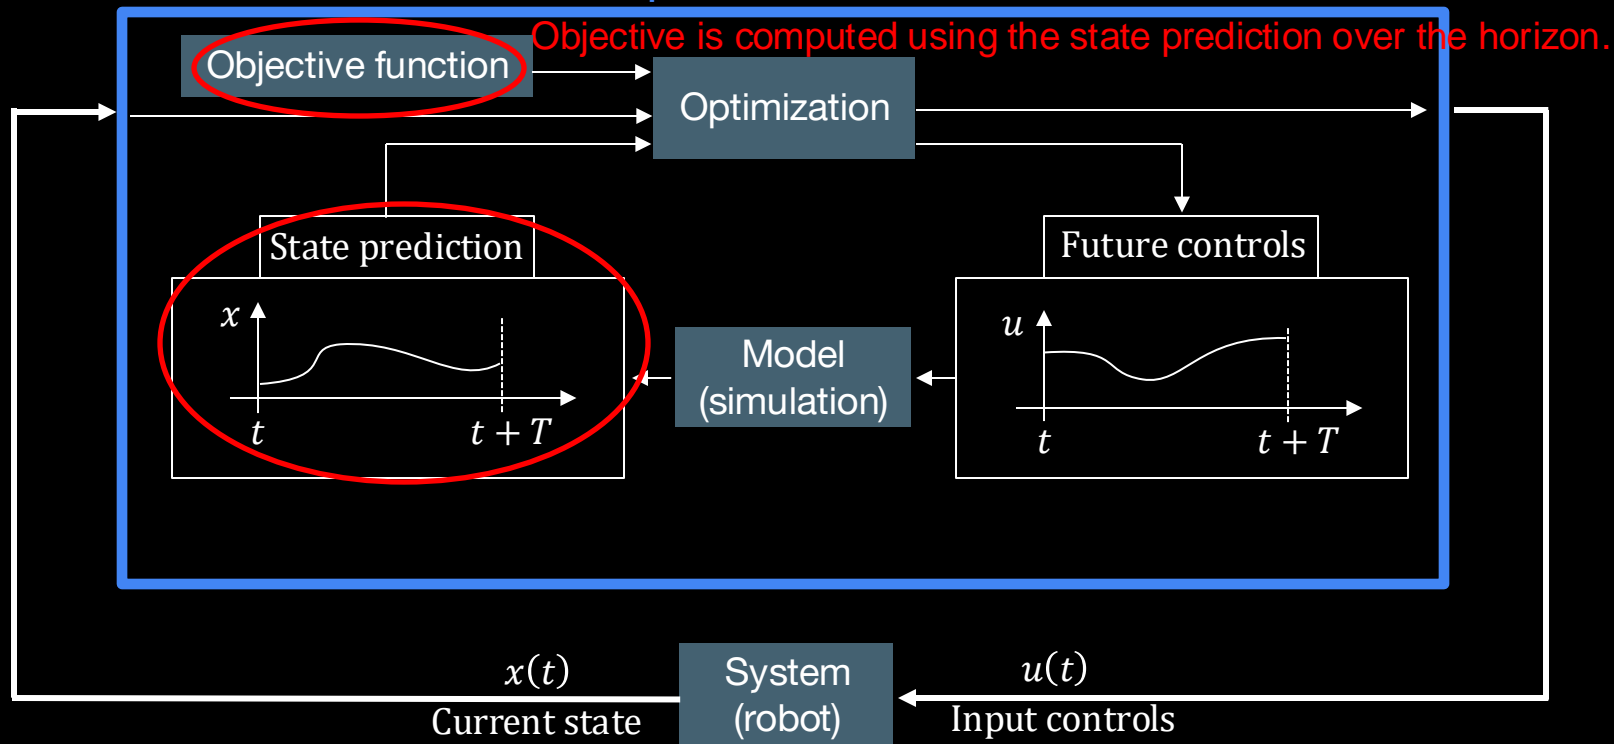 Objective is computed using the state prediction over the horizon.
Objective function
Optimization
State prediction
Future controls
x
t
t + T
Model
(simulation)
u
t
t + T
x(t)
Current state
System
(robot)
u(t)
Input controls